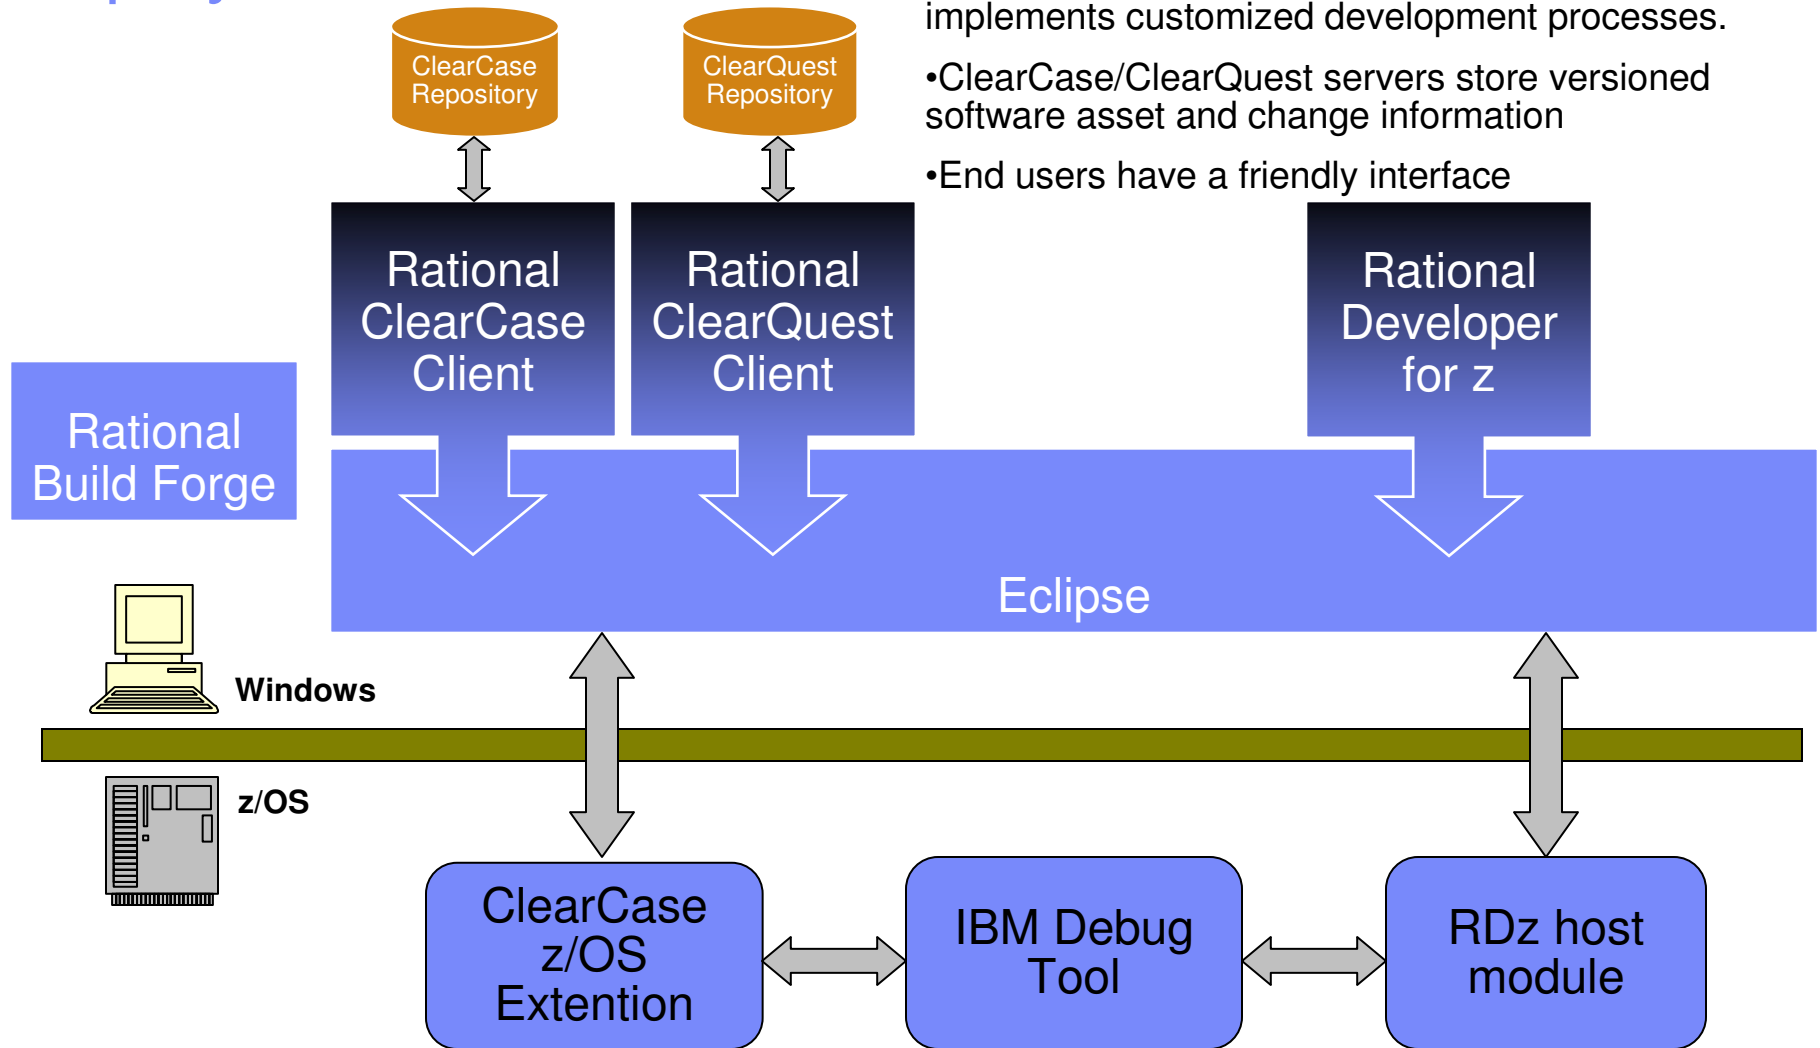 implements customized development processes.
•ClearCase/ClearQuest servers store versioned
software asset and change information
•End users have a friendly interface
ClearCase
Repository
ClearQuest
Repository
Rational
ClearCase
Client
Rational
ClearQuest
Client
Rational
Developer
for z
Rational
Build Forge
Eclipse
Windows
z/OS
ClearCase
z/OS
Extention
IBM Debug
Tool
RDz host
module